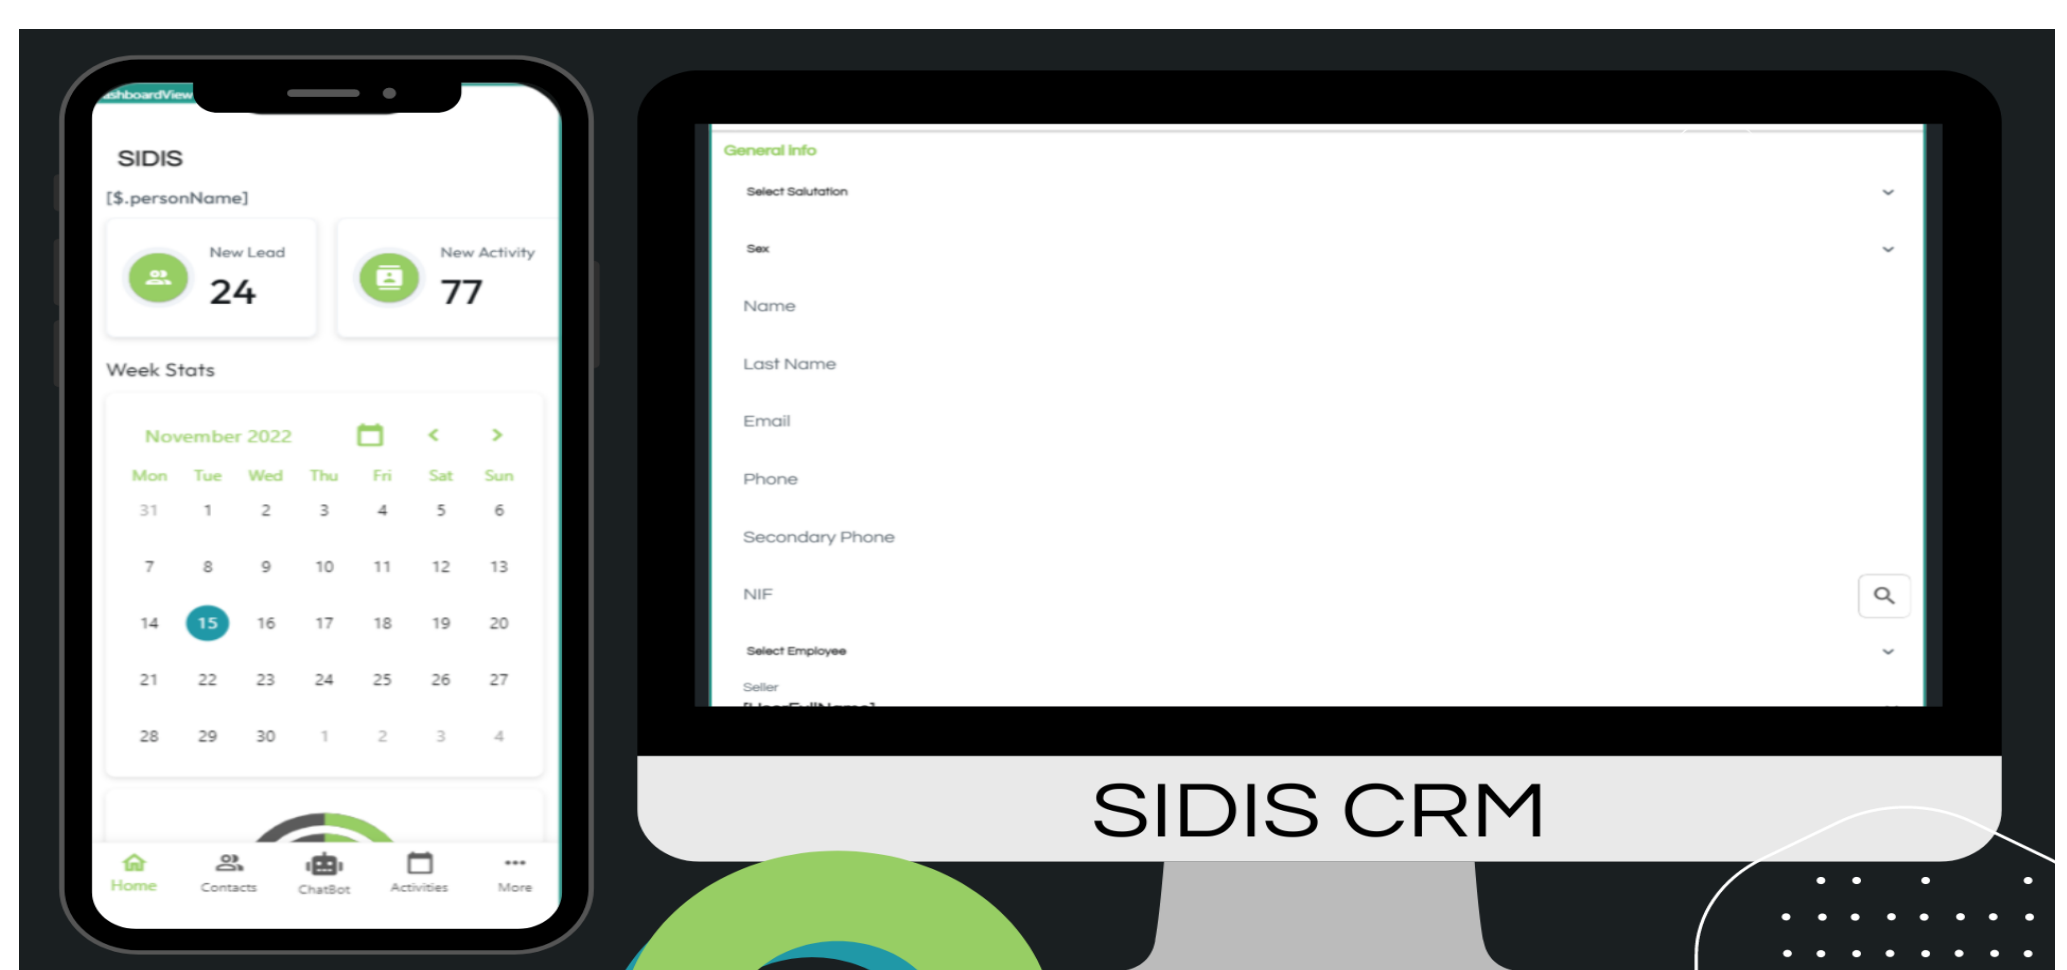 shboardView
SIDIS
[$.personName]
New Lead
24
New Activity
77
Week Stats
November 2022
Mon Tue Wed Thu Fri Sat Sun
31 1 2 3 4 5 6
7 8 9 10 11 12 13
14 15 16 17 18 19 20
21 22 23 24 25 26 27
28 29 30 1 2 3 4
Home Contacts ChatBot Activities More
General Info
Select Salutation
Sex
Name
Last Name
Email
Phone
Secondary Phone
NIF
Select Employee
Seller
[UserFullName]
SIDIS CRM